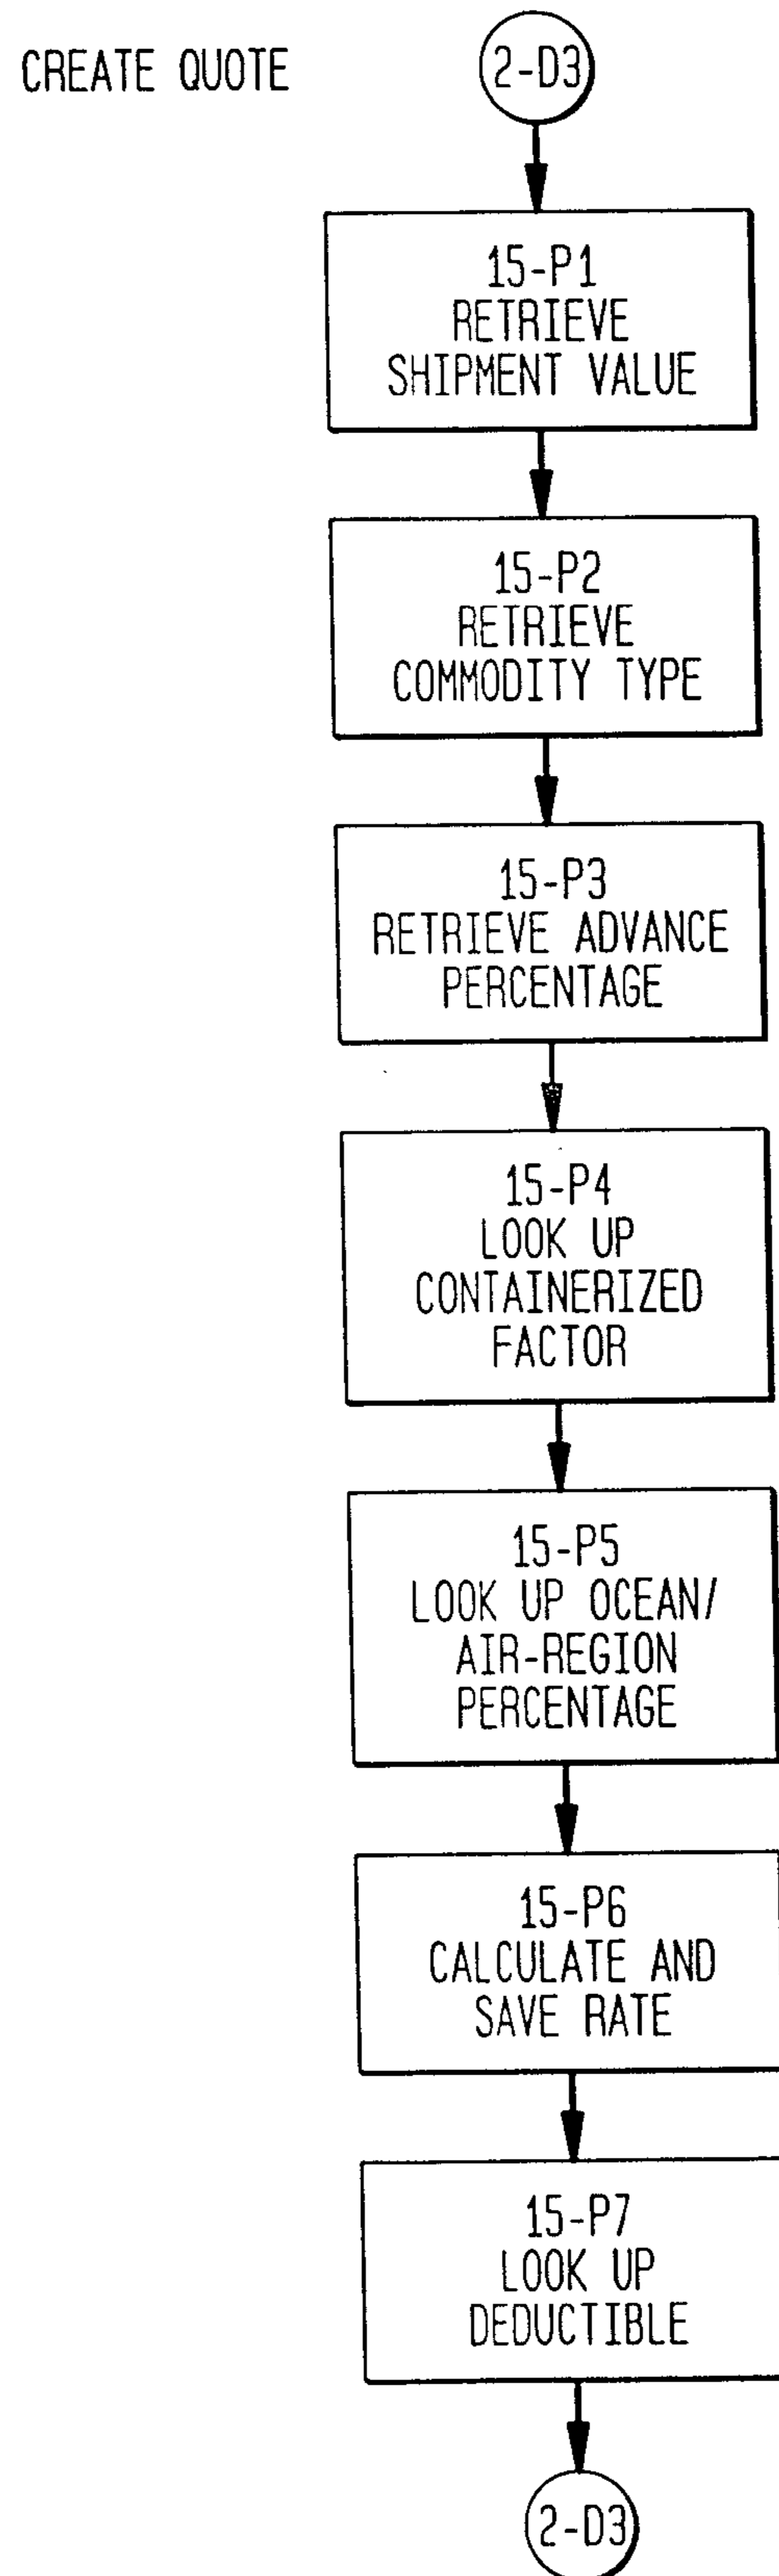 CREATE QUOTE
2-D3
15-P1
RETRIEVE
SHIPMENT VALUE
15-P2
RETRIEVE
COMMODITY TYPE
15-P3
RETRIEVE ADVANCE
PERCENTAGE
15-P4
LOOK UP
CONTAINERIZED
FACTOR
15-P5
LOOK UP OCEAN/
AIR-REGION
PERCENTAGE
15-P6
CALCULATE AND
SAVE RATE
15-P7
LOOK UP
DEDUCTIBLE
2-D3